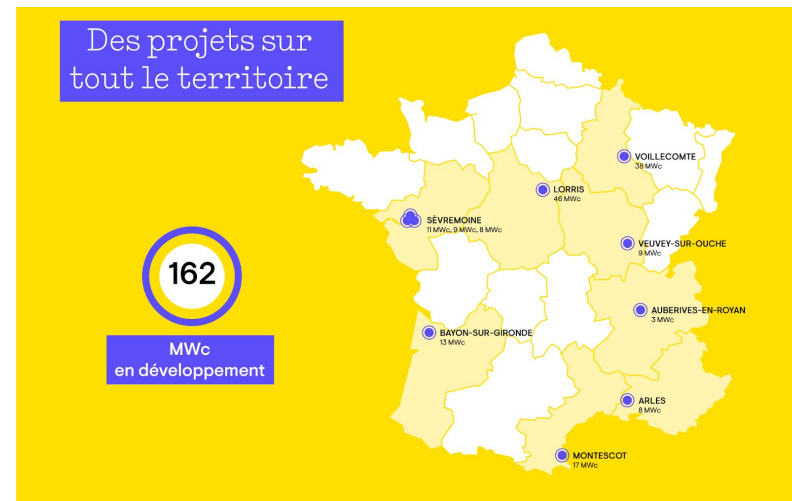 Des projets sur
tout le territoire
VOILLECOMTE
38 MWc
LORRIS
46 MWc
SÈVREMOINE
11 MWc, 9 MWc, 8 MWc
VEUVEY-SUR-OUCHE
9 MWc
162
MWc
en développement
AUBERIVES-EN-ROYAN
3 MWc
BAYON-SUR-GIRONDE
13 MWc
ARLES
8 MWc
MONTESCOT
17 MWc